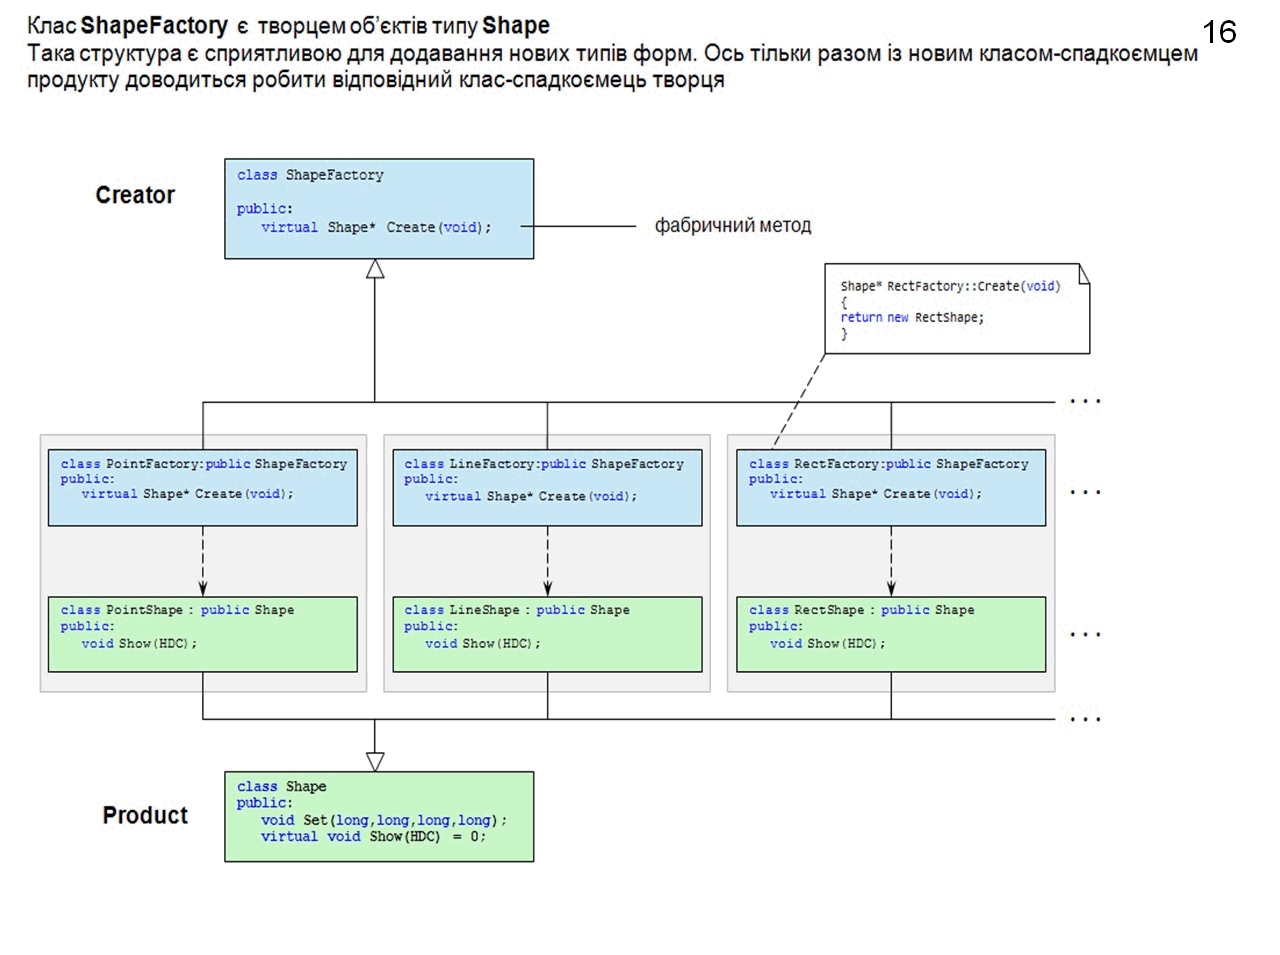 Клас ShapeFactory є творцем об’єктів типу Shape
16
Така структура є сприятливою для додавання нових типів форм. Ось тільки разом із новим класом-спадкоємцем
продукту доводиться робити відповідний клас-спадкоємець творця
Creator
class ShapeFactory
public:
virtual Shape* Create(void);
фабричний метод
Shape* RectFactory::Create(void)
{
return new RectShape;
}
...
class PointFactory:public ShapeFactory
public:
virtual Shape* Create(void);
class LineFactory:public ShapeFactory
public:
virtual Shape* Create(void);
class RectFactory:public ShapeFactory
public:
virtual Shape* Create(void);
...
class PointShape : public Shape
public:
void Show(HDC);
class LineShape : public Shape
public:
void Show(HDC);
class RectShape : public Shape
public:
void Show(HDC);
...
...
Product
class Shape
public:
void Set(long,long,long,long);
virtual void Show(HDC) = 0;